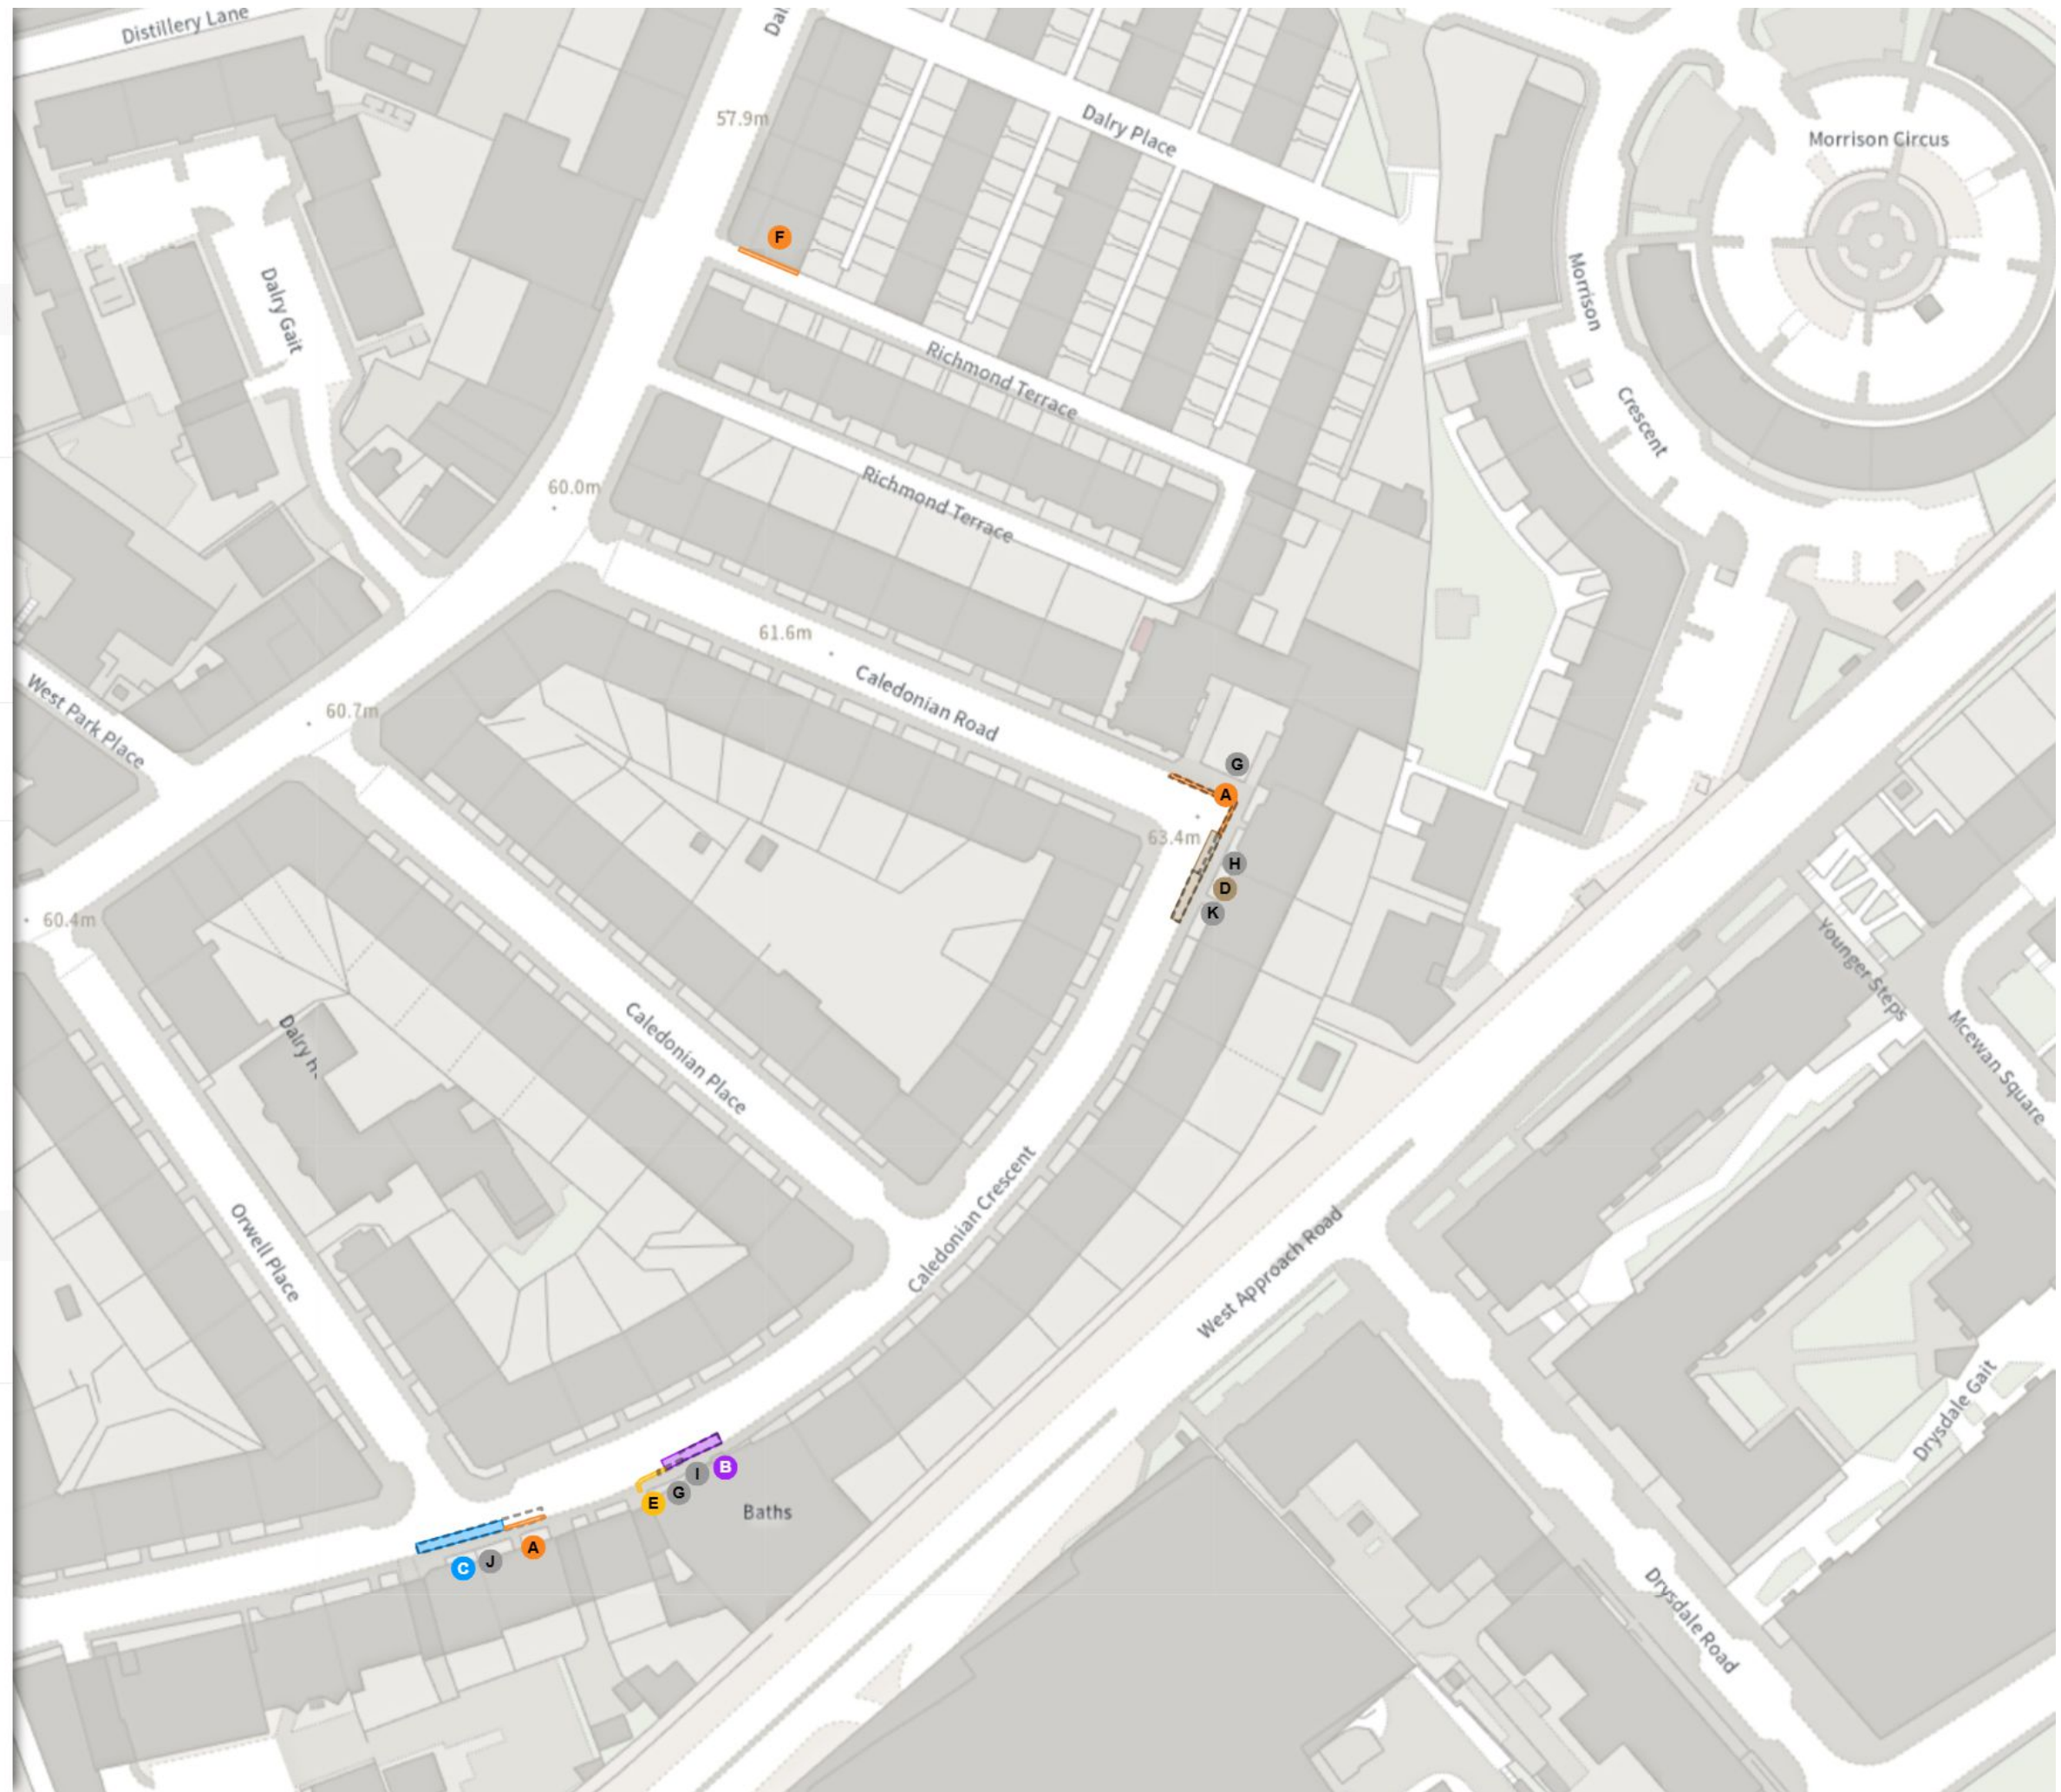 Distillery Lane
Dal
57.9m
Dalry Place
Morrison Circus
F
Dalry Gait
Morrison
Crescent
Richmond Terrace
60.0m
Richmond Terrace
61.6m
Caledonian Road
West Park Place
60.7m
G
A
63.4m
H
D
K
60.4m
Younger Steps
Mcewan Square
Caledonian Place
Dalry H
Caledonian Crescent
Orwell Place
West Approach Road
Drysdale Gait
B
I
G
E
Baths
A
J
C
Drysdale Road